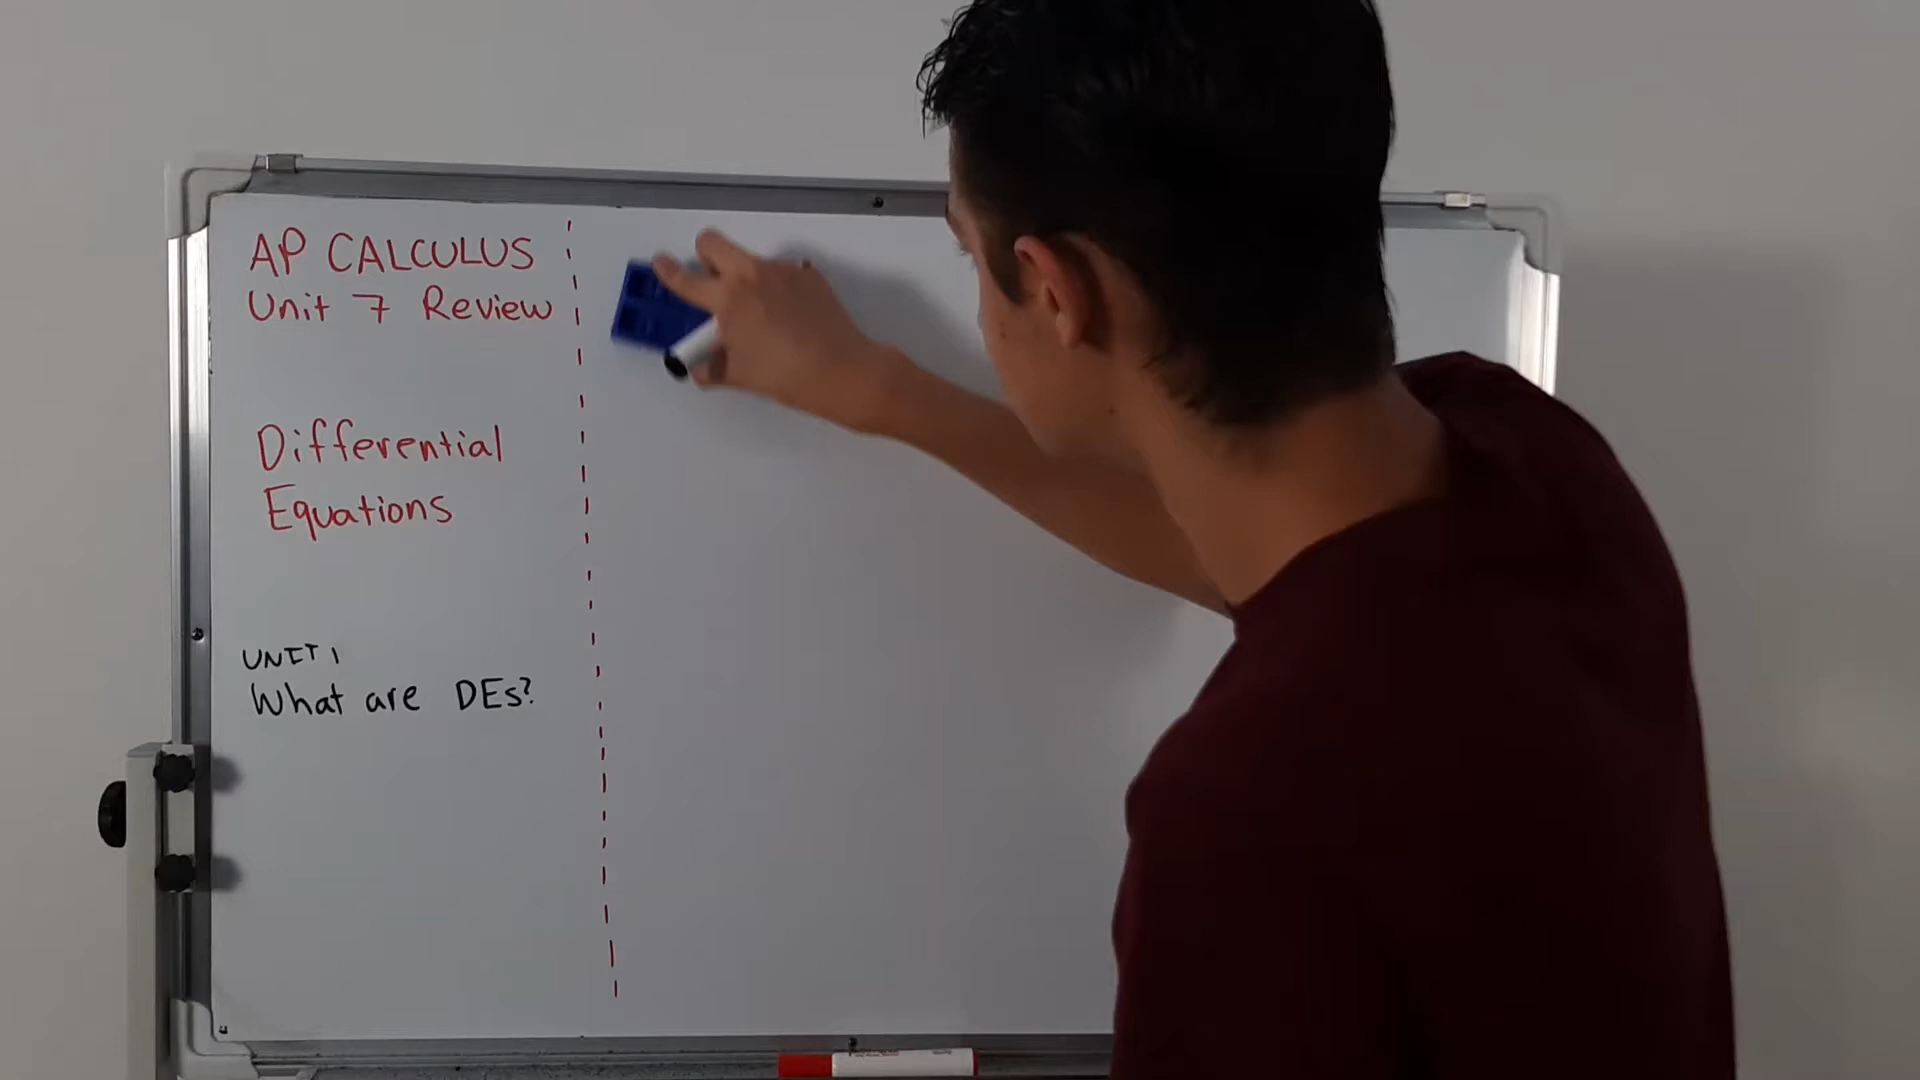 AP CALCULUS
Unit 7 Review
Differential
Equations
UNIT 1
What are DEs?